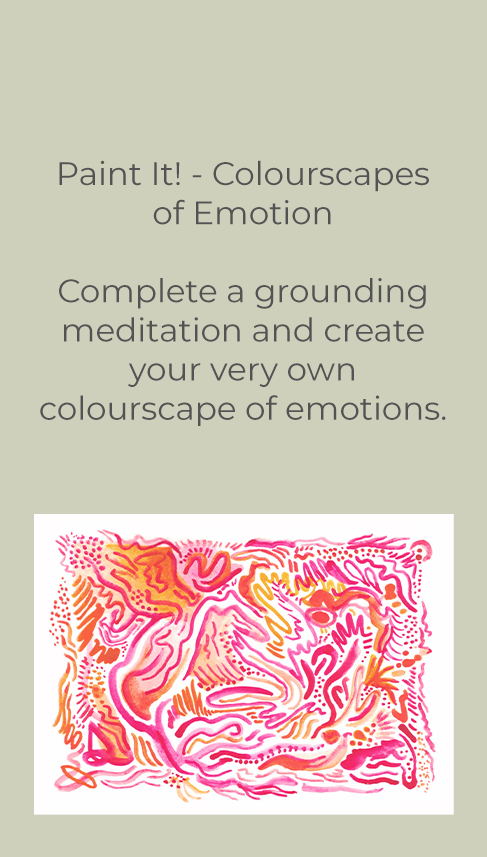 Paint It! - Colourscapes
of Emotion
Complete a grounding
meditation and create
your very own
colourscape of emotions.